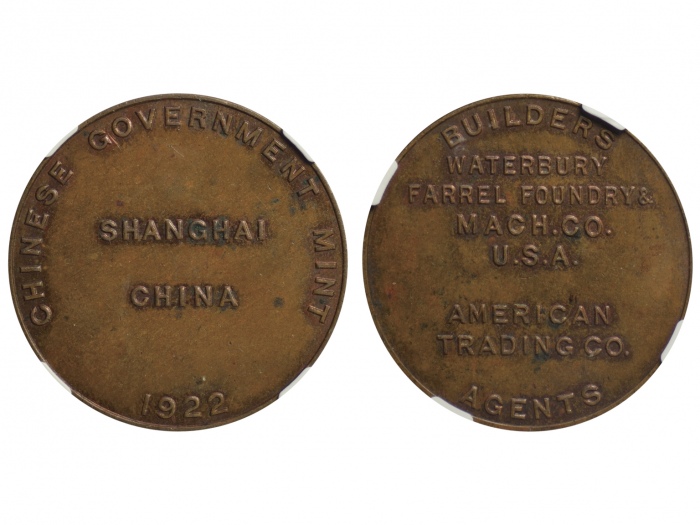 CHINESE GOVERNMENT MINT
SHANGHAI
CHINA
1922
BUILDERS
WATERBURY
FARREL FOUNDRY &
MACH. CO.
U.S.A.
AMERICAN
TRADING CO.
AGENTS